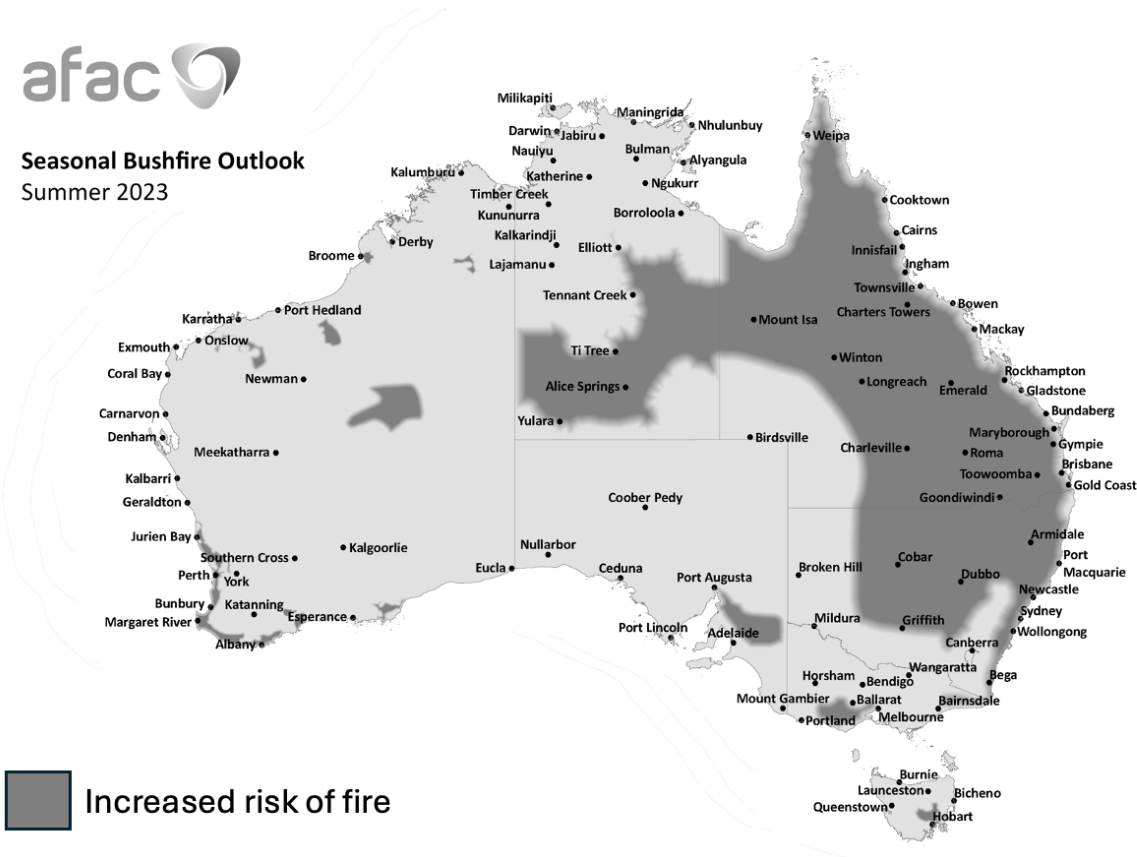 afac
Seasonal Bushfire Outlook
Summer 2023
Milikapiti
Maningrida
Nhulunbuy
Darwin
Jabiru
Weipa
Nauiyu
Bulman
Alyangula
Kalumburu
Katherine
Ngukurr
Timber Creek
Cooktown
Kununurra
Borroloola
Kalkarindji
Cairns
Derby
Elliott
Innisfail
Broome
Lajamanu
Ingham
Tennant Creek
Townsville
Port Hedland
Charters Towers
Bowen
Karratha
Mount Isa
Mackay
Onslow
Exmouth
Ti Tree
Winton
Coral Bay
Newman
Alice Springs
Longreach
Emerald
Rockhampton
Gladstone
Carnarvon
Yulara
Bundaberg
Denham
Birdsville
Maryborough
Meekatharra
Charleville
Roma
Gympie
Kalbarri
Toowoomba
Brisbane
Geraldton
Coober Pedy
Goondiwindi
Gold Coast
Jurien Bay
Armidale
Southern Cross
Kalgoorlie
Nullarbor
Cobar
Port
Macquarie
Perth
York
Eucla
Ceduna
Port Augusta
Broken Hill
Dubbo
Newcastle
Bunbury
Katanning
Esperance
Margaret River
Mildura
Griffith
Sydney
Port Lincoln
Adelaide
Wollongong
Albany
Canberra
Wangaratta
Horsham
Bendigo
Bega
Mount Gambier
Ballarat
Bairnsdale
Portland
Melbourne
Burnie
Launceston
Bicheno
Queenstown
Hobart
Increased risk of fire